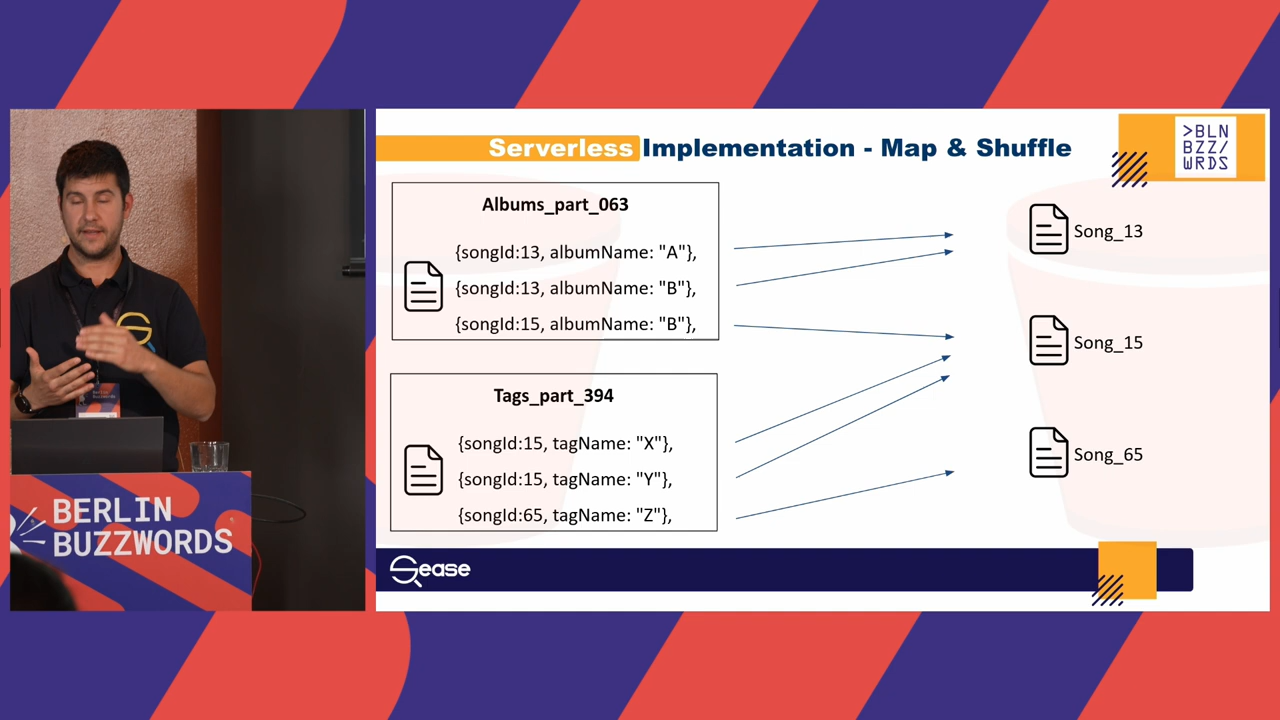 Serverless Implementation - Map & Shuffle
>BLN
BZZ/
WRDS
Albums_part_063
{songId:13, albumName: "A"},
{songId:13, albumName: "B"},
{songId:15, albumName: "B"},
Tags_part_394
{songId:15, tagName: "X"},
{songId:15, tagName: "Y"},
{songId:65, tagName: "Z"},
Song_13
Song_15
Song_65
Sease
BERLIN
BUZZWORDS